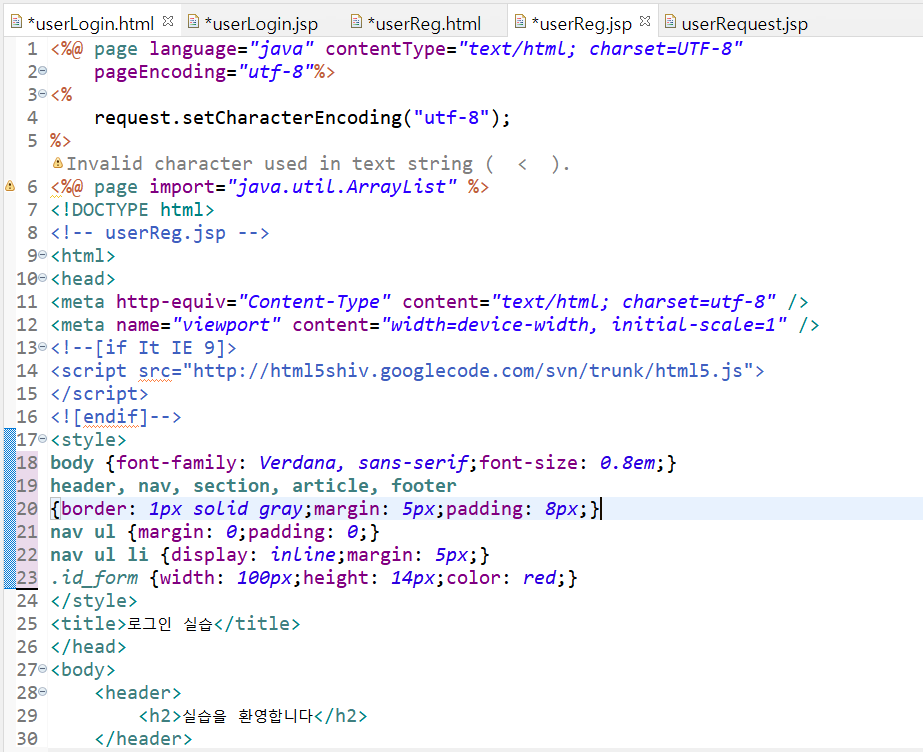 *userLogin.html *userLogin.jsp *userReg.html *userReg.jsp userRequest.jsp
1 <%@ page language="java" contentType="text/html; charset=UTF-8"
2 pageEncoding="utf-8"%>
3 <%
4 request.setCharacterEncoding("utf-8");
5 %>
Invalid character used in text string ( < ).
6 <%@ page import="java.util.ArrayList" %>
7 <!DOCTYPE html>
8 <!-- userReg.jsp -->
9 <html>
10 <head>
11 <meta http-equiv="Content-Type" content="text/html; charset=utf-8" />
12 <meta name="viewport" content="width=device-width, initial-scale=1" />
13 <!--[if It IE 9]>
14 <script src="http://html5shiv.googlecode.com/svn/trunk/html5.js">
15 </script>
16 <![endif]-->
17 <style>
18 body {font-family: Verdana, sans-serif;font-size: 0.8em;}
19 header, nav, section, article, footer
20 {border: 1px solid gray;margin: 5px;padding: 8px;}
21 nav ul {margin: 0;padding: 0;}
22 nav ul li {display: inline;margin: 5px;}
23 .id_form {width: 100px;height: 14px;color: red;}
24 </style>
25 <title>로그인 실습</title>
26 </head>
27 <body>
28 <header>
29 <h2>실습을 환영합니다</h2>
30 </header>